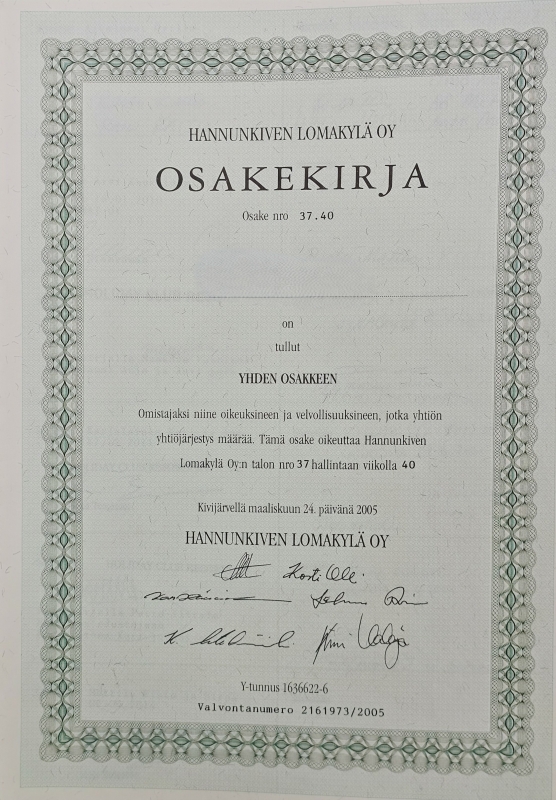 HANNUNKIVEN LOMAKYLÄ OY
OSAKEKIRJA
Osake nro 37.40
on
tullut
YHDEN OSAKKEEN
Omistajaksi niine oikeuksineen ja velvollisuuksineen, jotka yhtiön
yhtiöjärjestys määrää. Tämä osake oikeuttaa Hannunkiven
Lomakylä Oy:n talon nro 37 hallintaan viikolla 40
Kivijärvellä maaliskuun 24. päivänä 2005
HANNUNKIVEN LOMAKYLÄ OY
Y-tunnus 1636622-6
Valvontanumero 2161973/2005